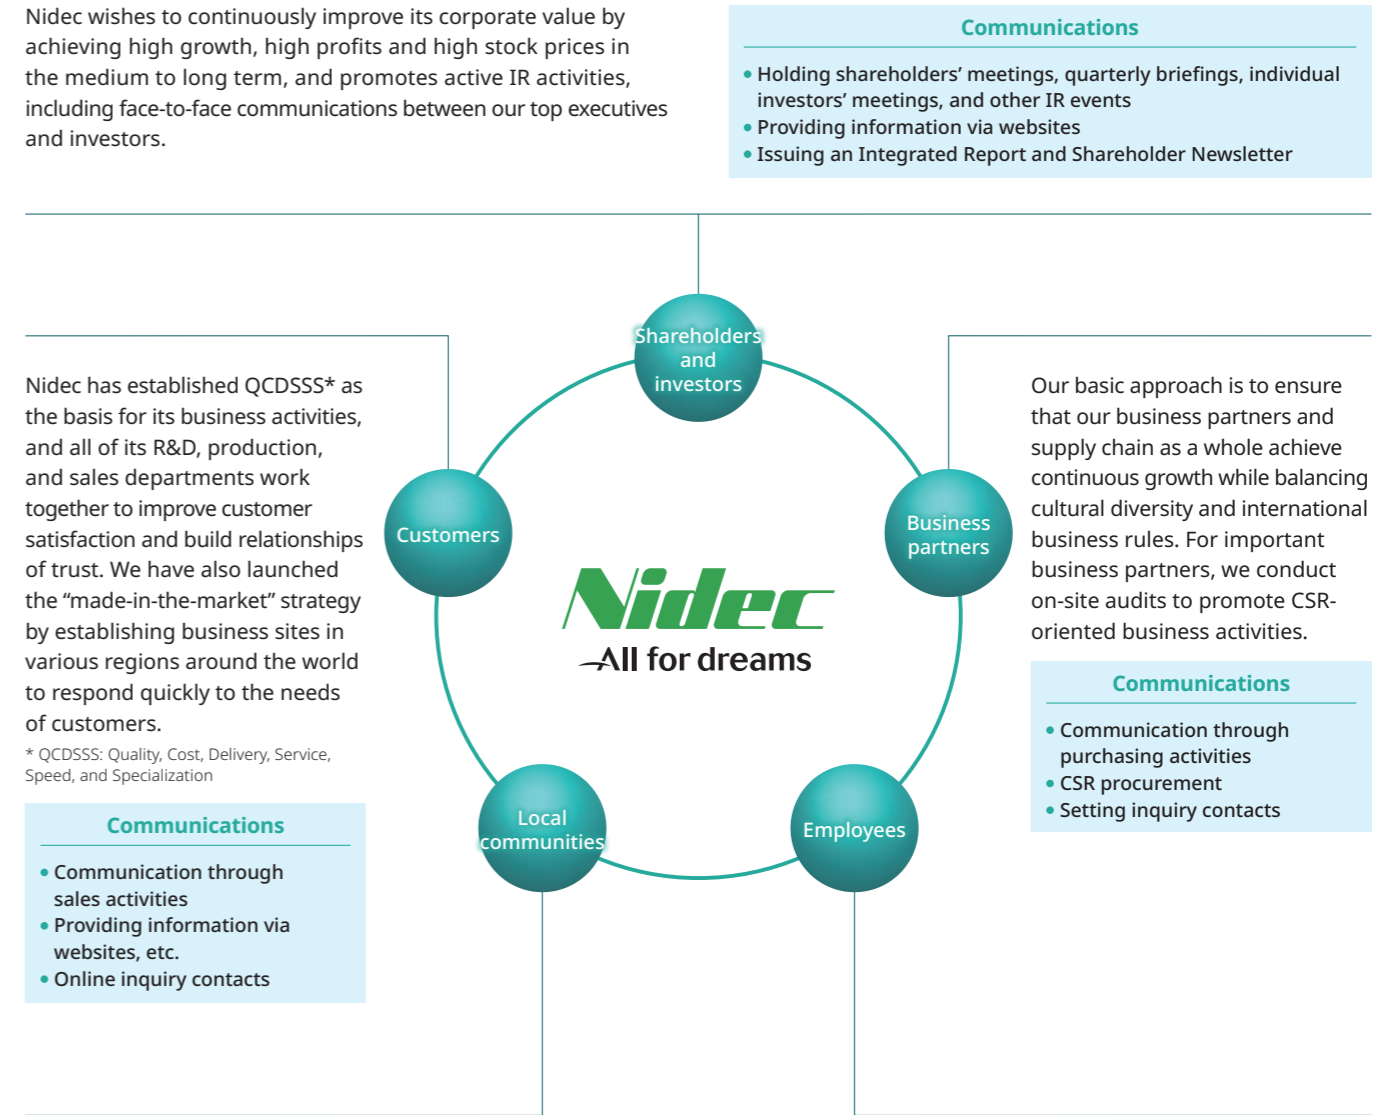 Nidec wishes to continuously improve its corporate value by
achieving high growth, high profits and high stock prices in
the medium to long term, and promotes active IR activities,
including face-to-face communications between our top executives
and investors.
Communications
• Holding shareholders’ meetings, quarterly briefings, individual
investors’ meetings, and other IR events
• Providing information via websites
• Issuing an Integrated Report and Shareholder Newsletter
Shareholders
and
investors
Nidec has established QCDSSS* as
the basis for its business activities,
and all of its R&D, production,
and sales departments work
together to improve customer
satisfaction and build relationships
of trust. We have also launched
the “made-in-the-market” strategy
by establishing business sites in
various regions around the world
to respond quickly to the needs
of customers.
* QCDSSS: Quality, Cost, Delivery, Service,
Speed, and Specialization
Communications
• Communication through
sales activities
• Providing information via
websites, etc.
• Online inquiry contacts
Customers
Nidec
All for dreams
Business
partners
Our basic approach is to ensure
that our business partners and
supply chain as a whole achieve
continuous growth while balancing
cultural diversity and international
business rules. For important
business partners, we conduct
on-site audits to promote CSR-
oriented business activities.
Communications
• Communication through
purchasing activities
• CSR procurement
• Setting inquiry contacts
Local
communities
Employees